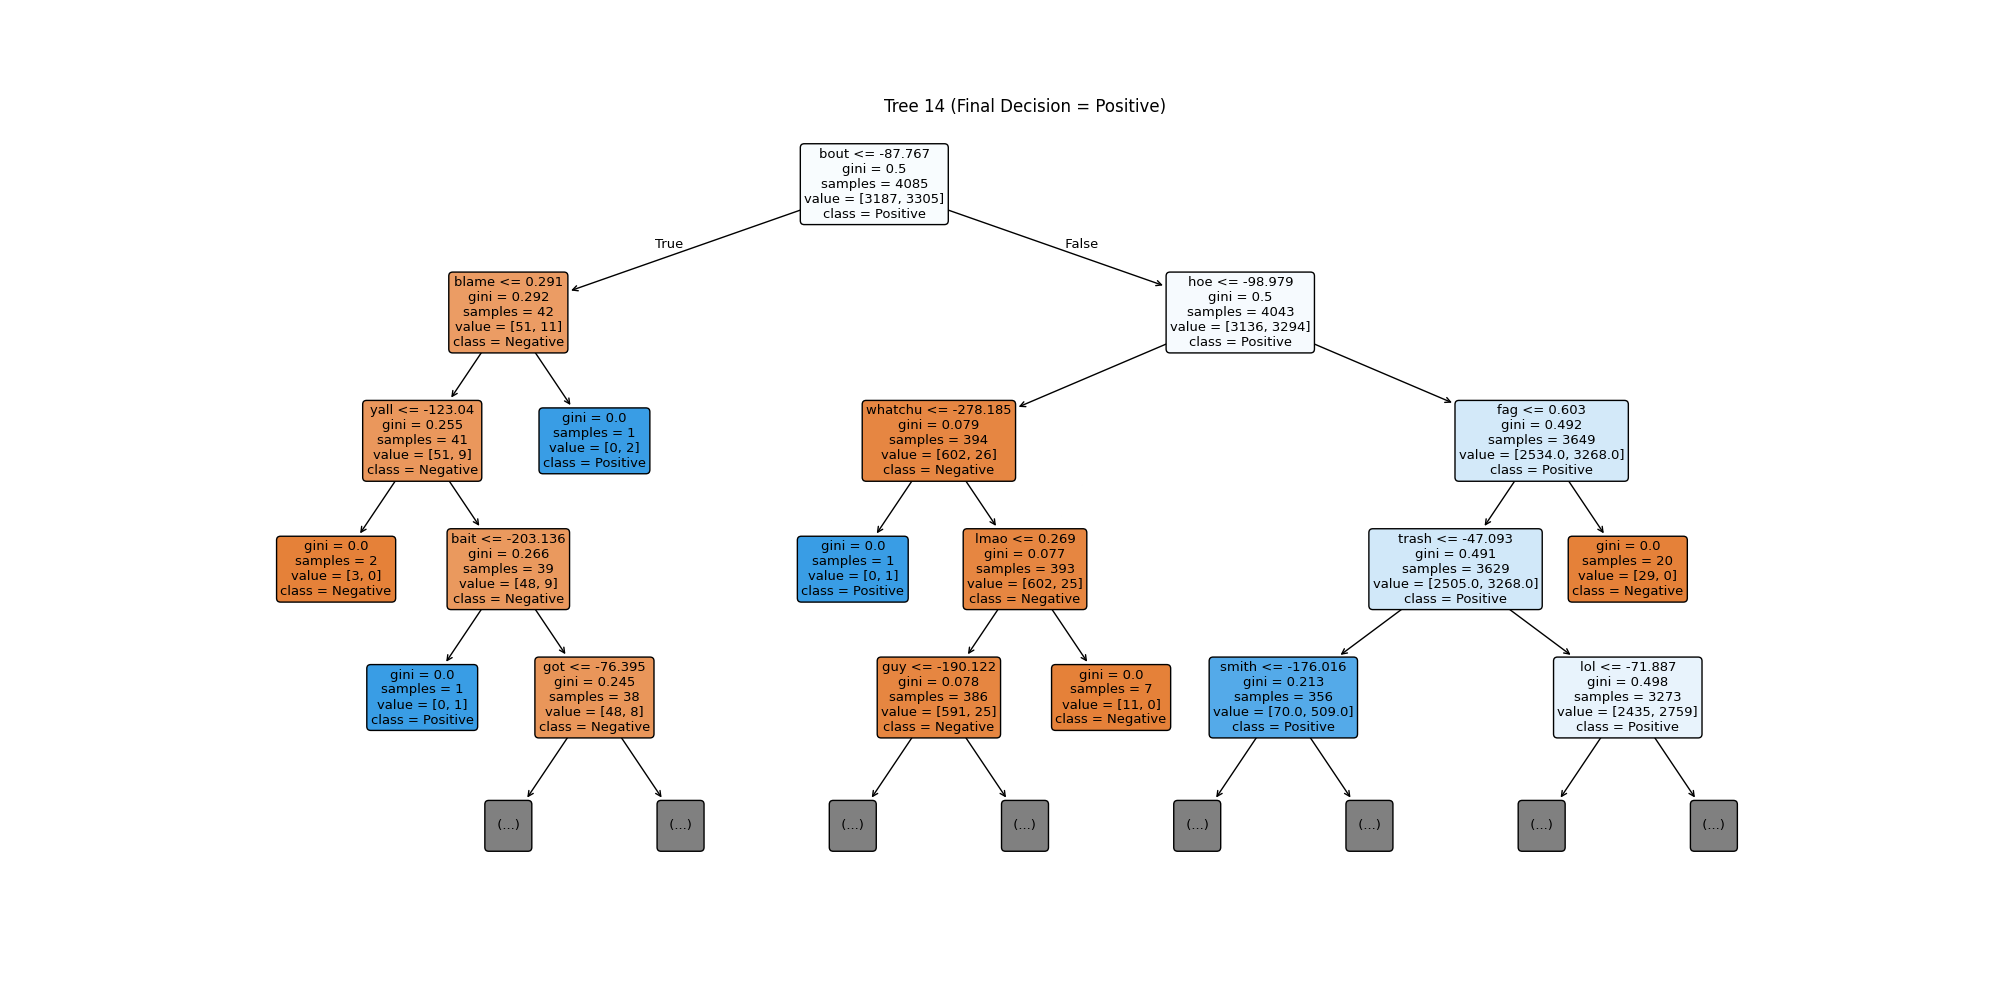 Tree 14 (Final Decision = Positive)
bout <= -87.767
gini = 0.5
samples = 4085
value = [3187, 3305]
class = Positive
True
False
blame <= 0.291
gini = 0.292
samples = 42
value = [51, 11]
class = Negative
hoe <= -98.979
gini = 0.5
samples = 4043
value = [3136, 3294]
class = Positive
yall <= -123.04
gini = 0.255
samples = 41
value = [51, 9]
class = Negative
gini = 0.0
samples = 1
value = [0, 2]
class = Positive
whatchu <= -278.185
gini = 0.079
samples = 394
value = [602, 26]
class = Negative
fag <= 0.603
gini = 0.492
samples = 3649
value = [2534.0, 3268.0]
class = Positive
gini = 0.0
samples = 2
value = [3, 0]
class = Negative
bait <= -203.136
gini = 0.266
samples = 39
value = [48, 9]
class = Negative
gini = 0.0
samples = 1
value = [0, 1]
class = Positive
lmao <= 0.269
gini = 0.077
samples = 393
value = [602, 25]
class = Negative
trash <= -47.093
gini = 0.491
samples = 3629
value = [2505.0, 3268.0]
class = Positive
gini = 0.0
samples = 20
value = [29, 0]
class = Negative
gini = 0.0
samples = 1
value = [0, 1]
class = Positive
got <= -76.395
gini = 0.245
samples = 38
value = [48, 8]
class = Negative
guy <= -190.122
gini = 0.078
samples = 386
value = [591, 25]
class = Negative
gini = 0.0
samples = 7
value = [11, 0]
class = Negative
smith <= -176.016
gini = 0.213
samples = 356
value = [70.0, 509.0]
class = Positive
lol <= -71.887
gini = 0.498
samples = 3273
value = [2435, 2759]
class = Positive
(...)
(...)
(...)
(...)
(...)
(...)
(...)
(...)